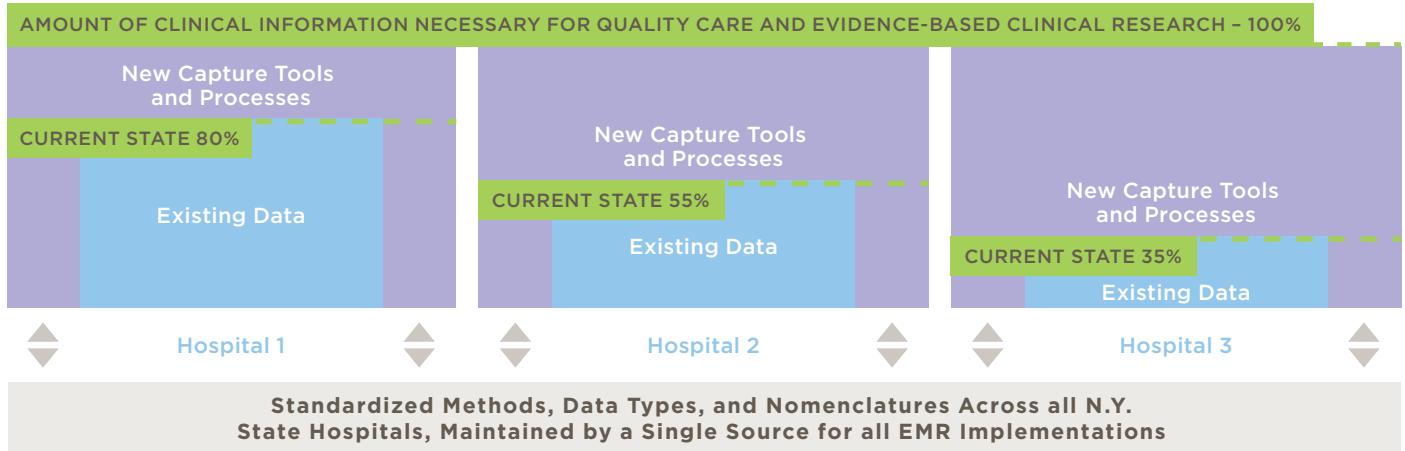 AMOUNT OF CLINICAL INFORMATION NECESSARY FOR QUALITY CARE AND EVIDENCE-BASED CLINICAL RESEARCH – 100%
New Capture Tools
and Processes
CURRENT STATE 80%
Existing Data
Hospital 1
New Capture Tools
and Processes
CURRENT STATE 55%
Existing Data
Hospital 2
New Capture Tools
and Processes
CURRENT STATE 35%
Existing Data
Hospital 3
Standardized Methods, Data Types, and Nomenclatures Across all N.Y.
State Hospitals, Maintained by a Single Source for all EMR Implementations